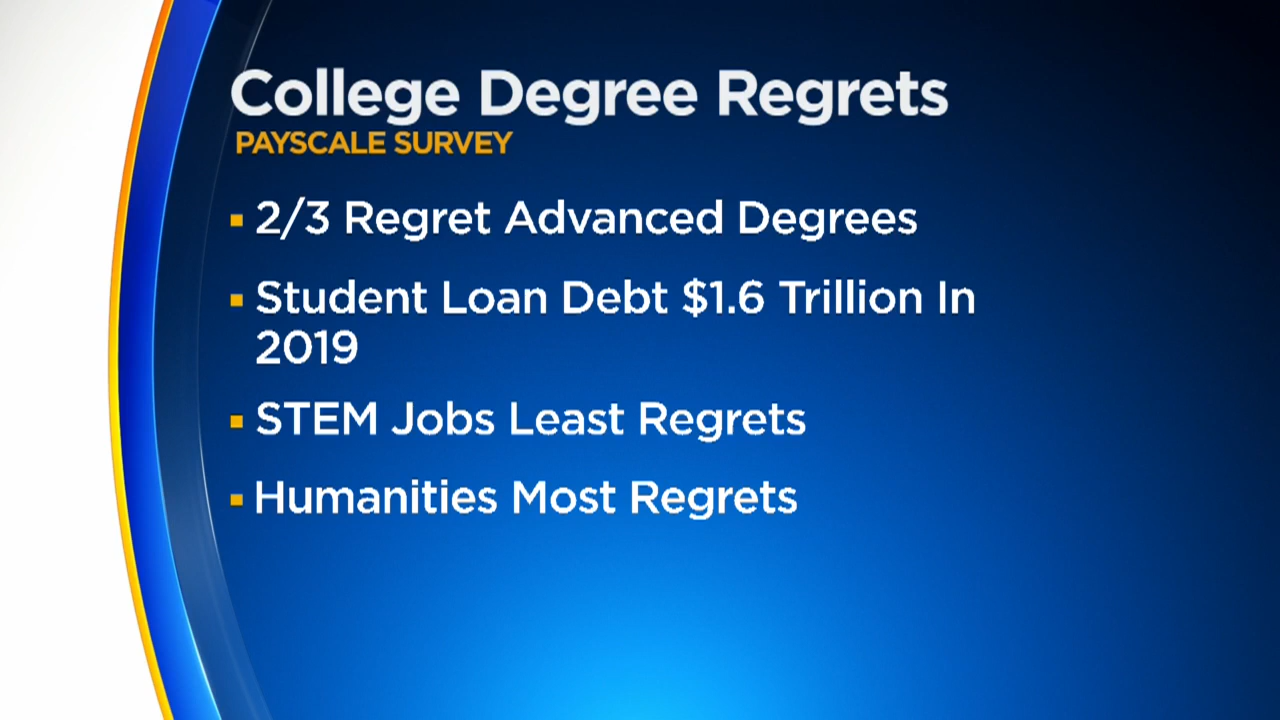 College Degree Regrets
PAYSCALE SURVEY
2/3 Regret Advanced Degrees
Student Loan Debt $1.6 Trillion In
2019
STEM Jobs Least Regrets
Humanities Most Regrets